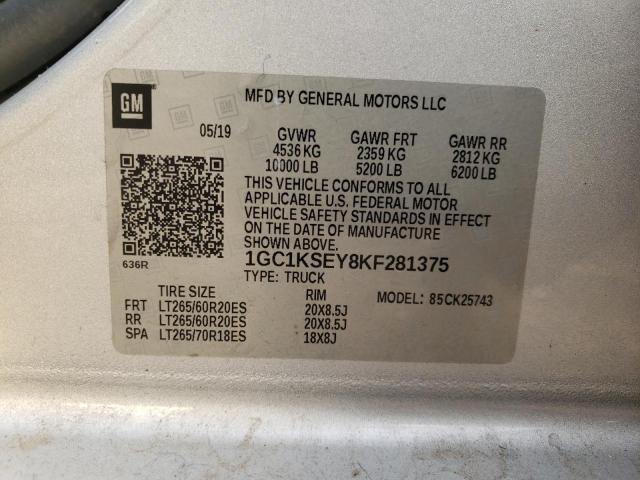 GM
MFD BY GENERAL MOTORS LLC
05/19 GVWR GAWR FRT GAWR RR
4536 KG 2359 KG 2812 KG
10000 LB 5200 LB 6200 LB
THIS VEHICLE CONFORMS TO ALL
APPLICABLE U.S. FEDERAL MOTOR
VEHICLE SAFETY STANDARDS IN EFFECT
ON THE DATE OF MANUFACTURE
SHOWN ABOVE.
636R 1GC1KSEY8KF281375
TYPE: TRUCK
TIRE SIZE RIM MODEL: 85CK25743
FRT LT265/60R20ES 20X8.5J
RR LT265/60R20ES 20X8.5J
SPA LT265/70R18ES 18X8J